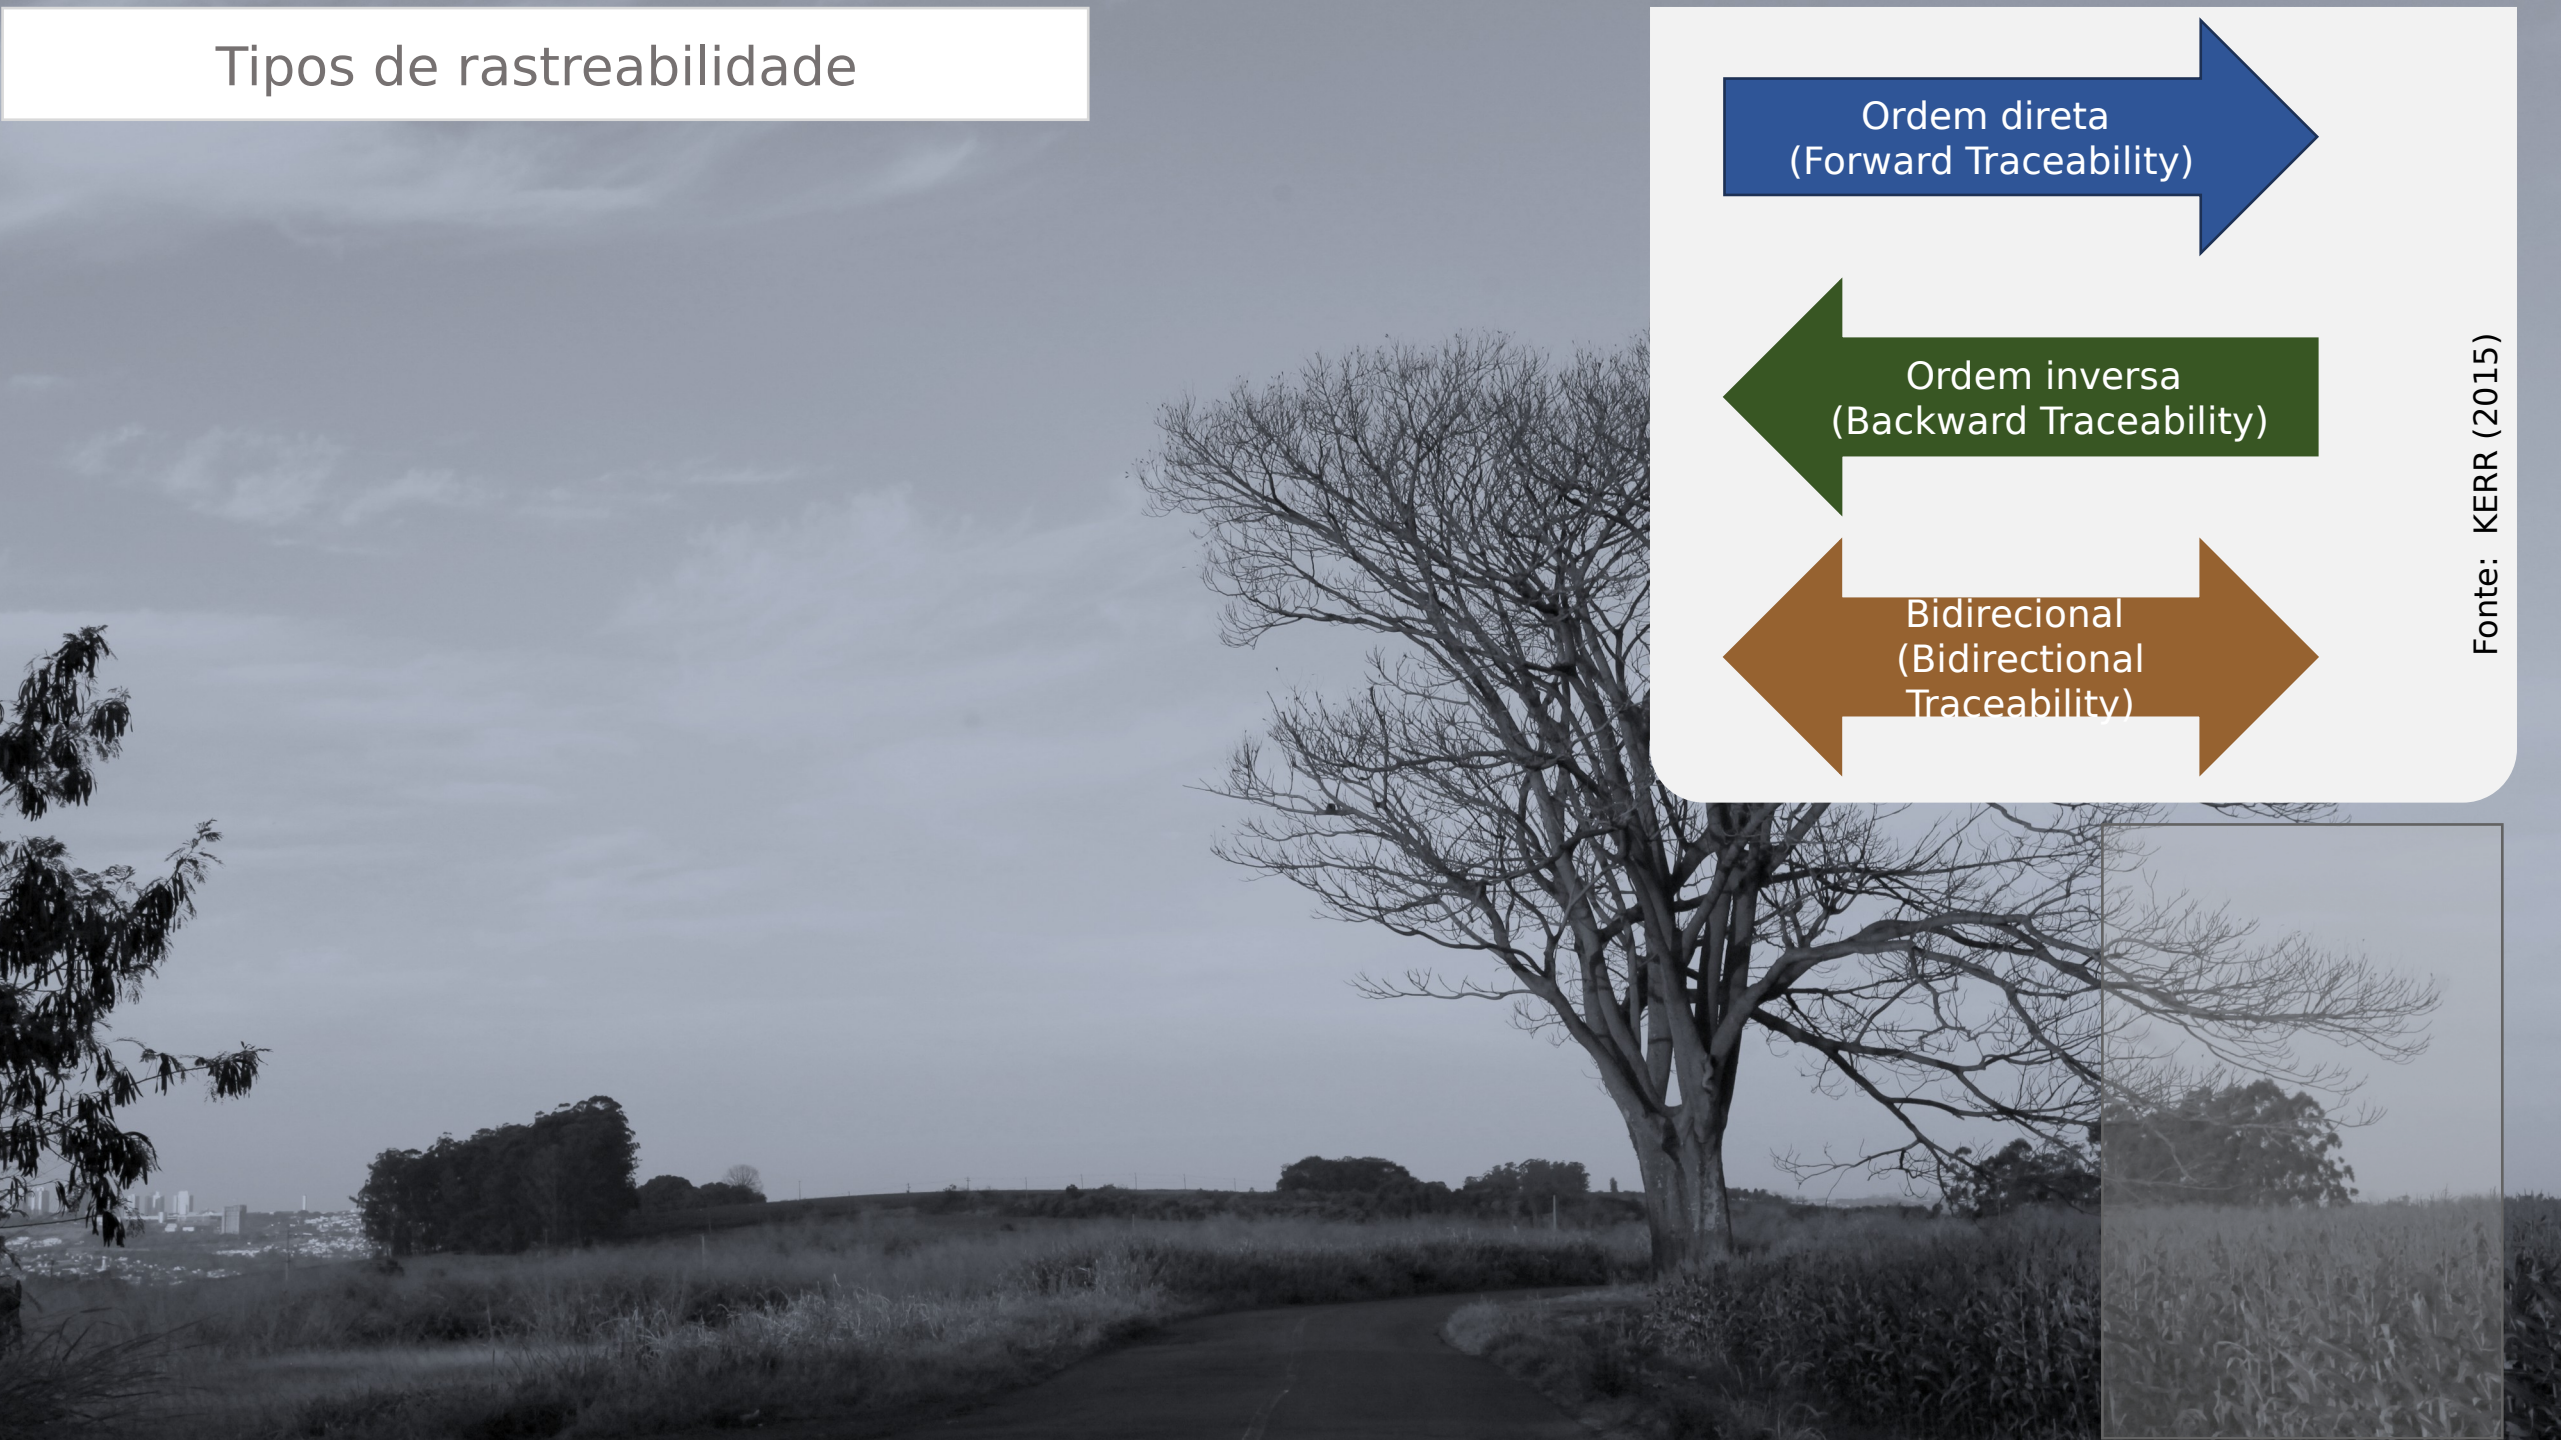 Tipos de rastreabilidade
Ordem direta
(Forward Traceability)
Ordem inversa
(Backward Traceability)
Bidirecional
(Bidirectional
Traceability)
Fonte: KERR (2015)